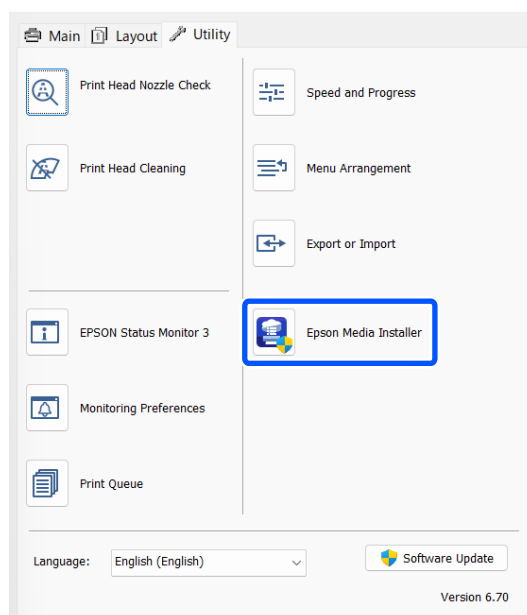 Main Layout Utility
Print Head Nozzle Check
Speed and Progress
Print Head Cleaning
Menu Arrangement
Export or Import
EPSON Status Monitor 3
Epson Media Installer
Monitoring Preferences
Print Queue
Language: English (English)
Software Update
Version 6.70